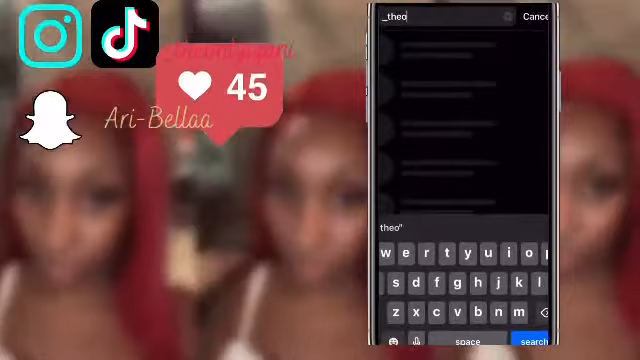 _theo
Cance
45
Ari-Bellaa
theo"
w e r t y u i o p
s d f g h j k l
z x c v b n m
space
search